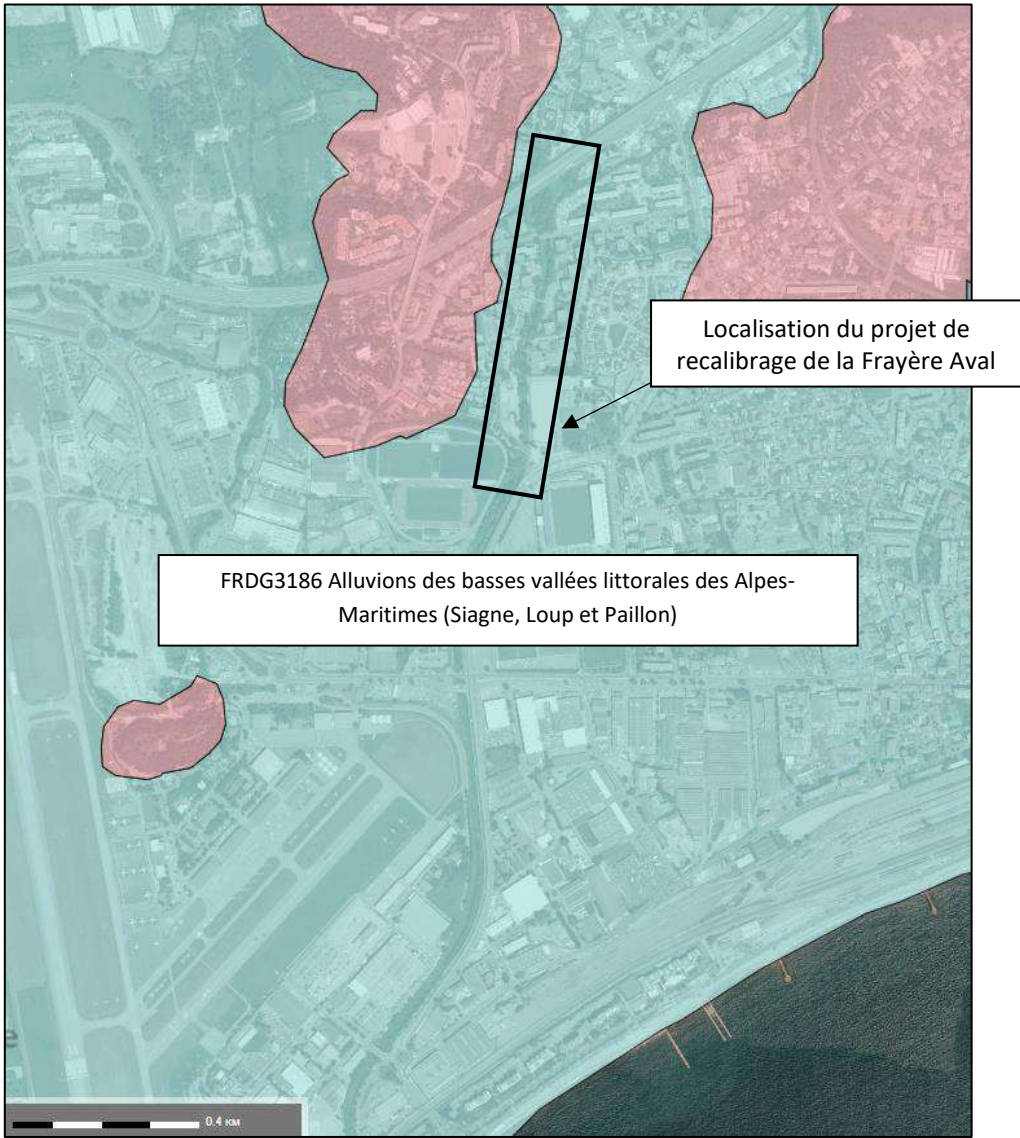 Localisation du projet de
recalibrage de la Frayère Aval
FRDG3186 Alluvions des basses vallées littorales des Alpes-
Maritimes (Siagne, Loup et Paillon)
0.4 км